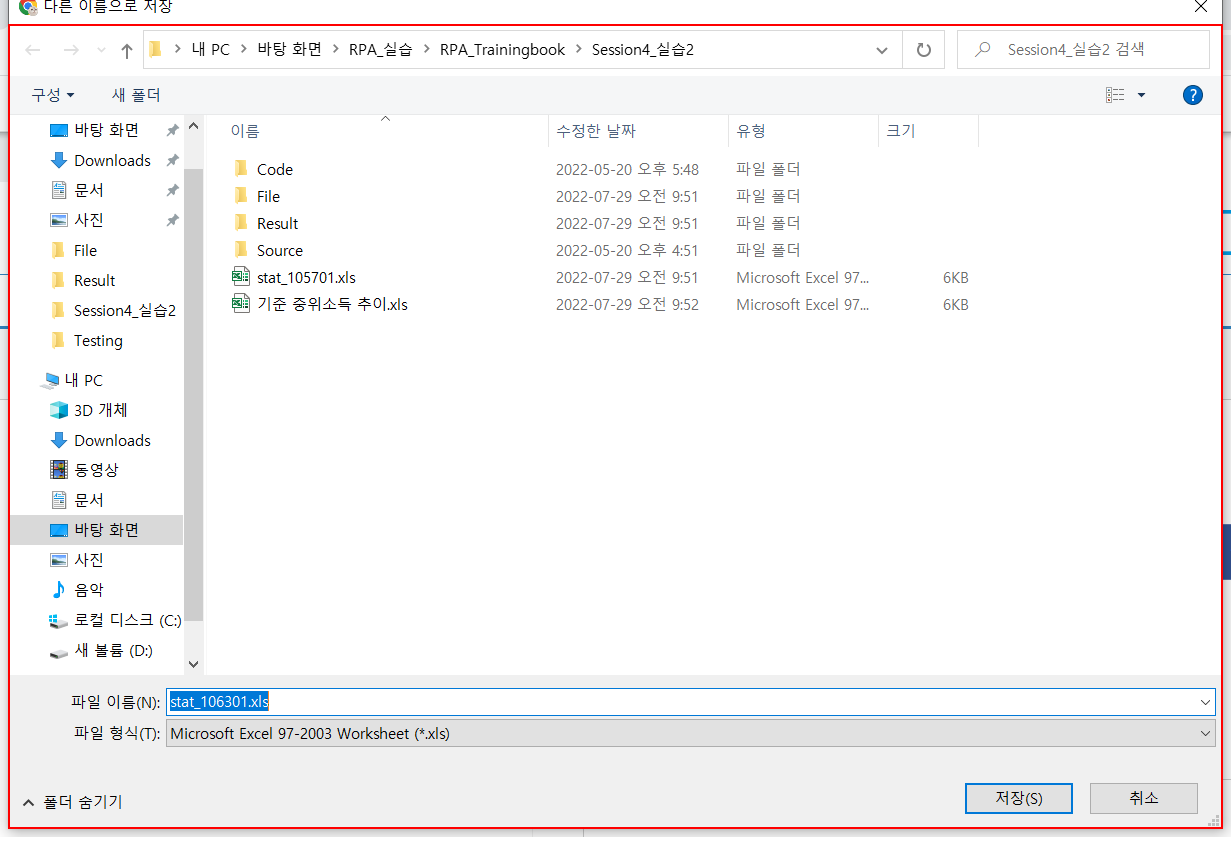 다른 이름으로 저장
내 PC > 바탕 화면 > RPA_실습 > RPA_Trainingbook > Session4_실습2
Session4_실습2 검색
구성
새 폴더
바탕 화면
Downloads
문서
사진
File
Result
Session4_실습2
Testing
내 PC
3D 개체
Downloads
동영상
문서
바탕 화면
사진
음악
로컬 디스크 (C:)
새 볼륨 (D:)
이름 수정한 날짜 유형 크기
Code 2022-05-20 오후 5:48 파일 폴더
File 2022-07-29 오전 9:51 파일 폴더
Result 2022-07-29 오전 9:51 파일 폴더
Source 2022-05-20 오후 4:51 파일 폴더
stat_105701.xls 2022-07-29 오전 9:51 Microsoft Excel 97... 6KB
기준 중위소득 추이.xls 2022-07-29 오전 9:52 Microsoft Excel 97... 6KB
파일 이름(N): stat_106301.xls
파일 형식(T): Microsoft Excel 97-2003 Worksheet (*.xls)
폴더 숨기기
저장(S)
취소